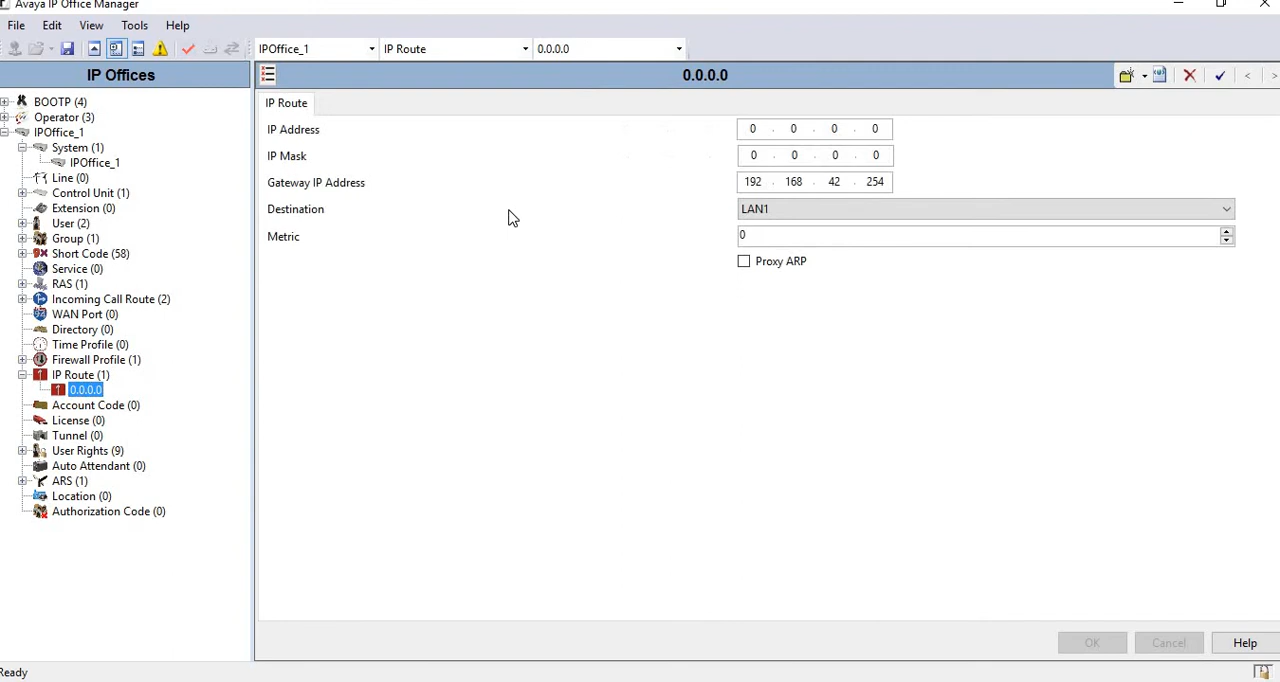 Avaya IP Office Manager
File Edit View Tools Help
IPOffice_1 IP Route 0.0.0.0
IP Offices
0.0.0.0
BOOTP (4)
Operator (3)
IPOffice_1
System (1)
IPOffice_1
Line (0)
Control Unit (1)
Extension (0)
User (2)
Group (1)
Short Code (58)
Service (0)
RAS (1)
Incoming Call Route (2)
WAN Port (0)
Directory (0)
Time Profile (0)
Firewall Profile (1)
IP Route (1)
0.0.0.0
Account Code (0)
License (0)
Tunnel (0)
User Rights (9)
Auto Attendant (0)
ARS (1)
Location (0)
Authorization Code (0)
IP Route
IP Address 0 . 0 . 0 . 0
IP Mask 0 . 0 . 0 . 0
Gateway IP Address 192 . 168 . 42 . 254
Destination LAN1
Metric 0
Proxy ARP
OK Cancel Help
Ready